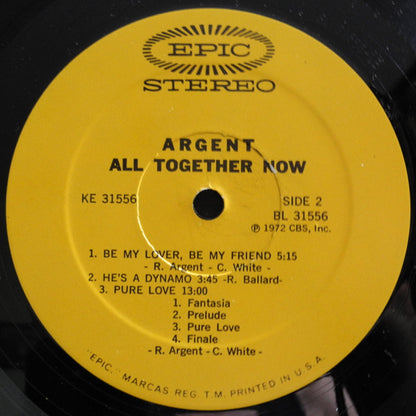 EPIC
STEREO
ARGENT
ALL TOGETHER NOW
KE 31556
SIDE 2
BL 31556
℗ 1972 CBS, Inc.
1. BE MY LOVER, BE MY FRIEND 5:15
- R. Argent - C. White -
2. HE'S A DYNAMO 3:45 -R. Ballard-
3. PURE LOVE 13:00
1. Fantasia
2. Prelude
3. Pure Love
4. Finale
- R. Argent - C. White -
"EPIC," MARCAS REG. T.M. PRINTED IN U.S.A.